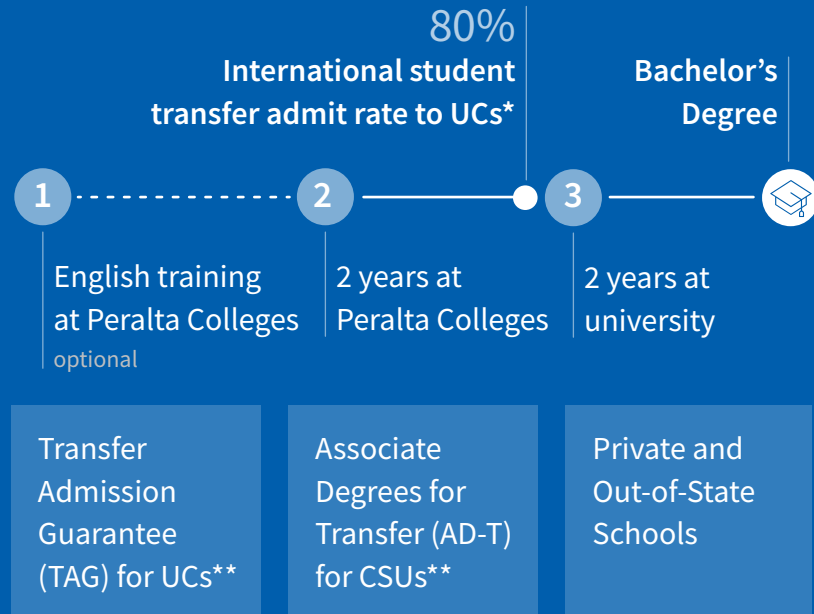 80%
International student
transfer admit rate to UCs*
Bachelor’s
Degree
1
2
3
English training
at Peralta Colleges
optional
2 years at
Peralta Colleges
2 years at
university
Transfer
Admission
Guarantee
(TAG) for UCs**
Associate
Degrees for
Transfer (AD-T)
for CSUs**
Private and
Out-of-State
Schools